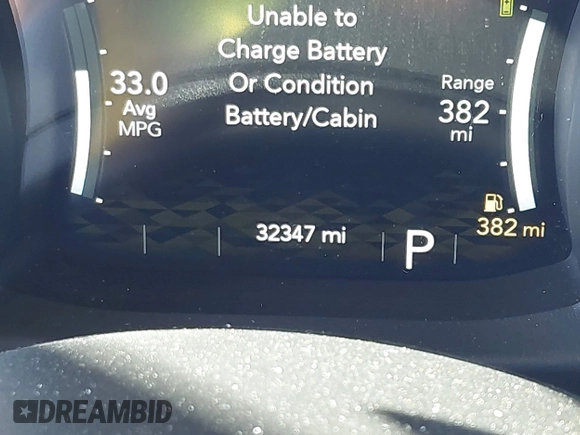 Unable to
Charge Battery
Or Condition
Battery/Cabin
33.0
Avg
MPG
Range
382
mi
382 mi
32347 mi
P
DREAMBID